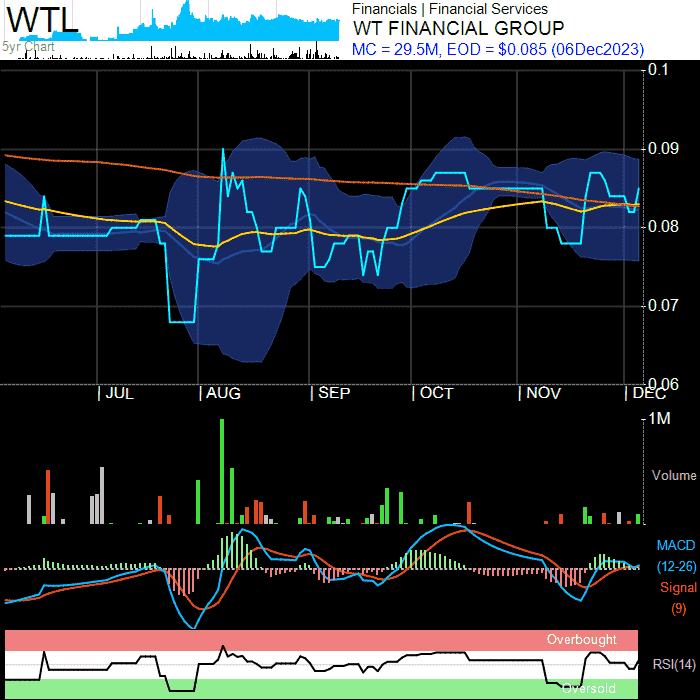 WTL
5yr Chart
Financials | Financial Services
WT FINANCIAL GROUP
MC = 29.5M, EOD = $0.085 (06Dec2023)
0.1
0.09
0.08
0.07
0.06
| JUL | AUG | SEP | OCT | NOV | DEC
1M
Volume
MACD
(12-26)
Signal
(9)
Overbought
RSI(14)
Oversold